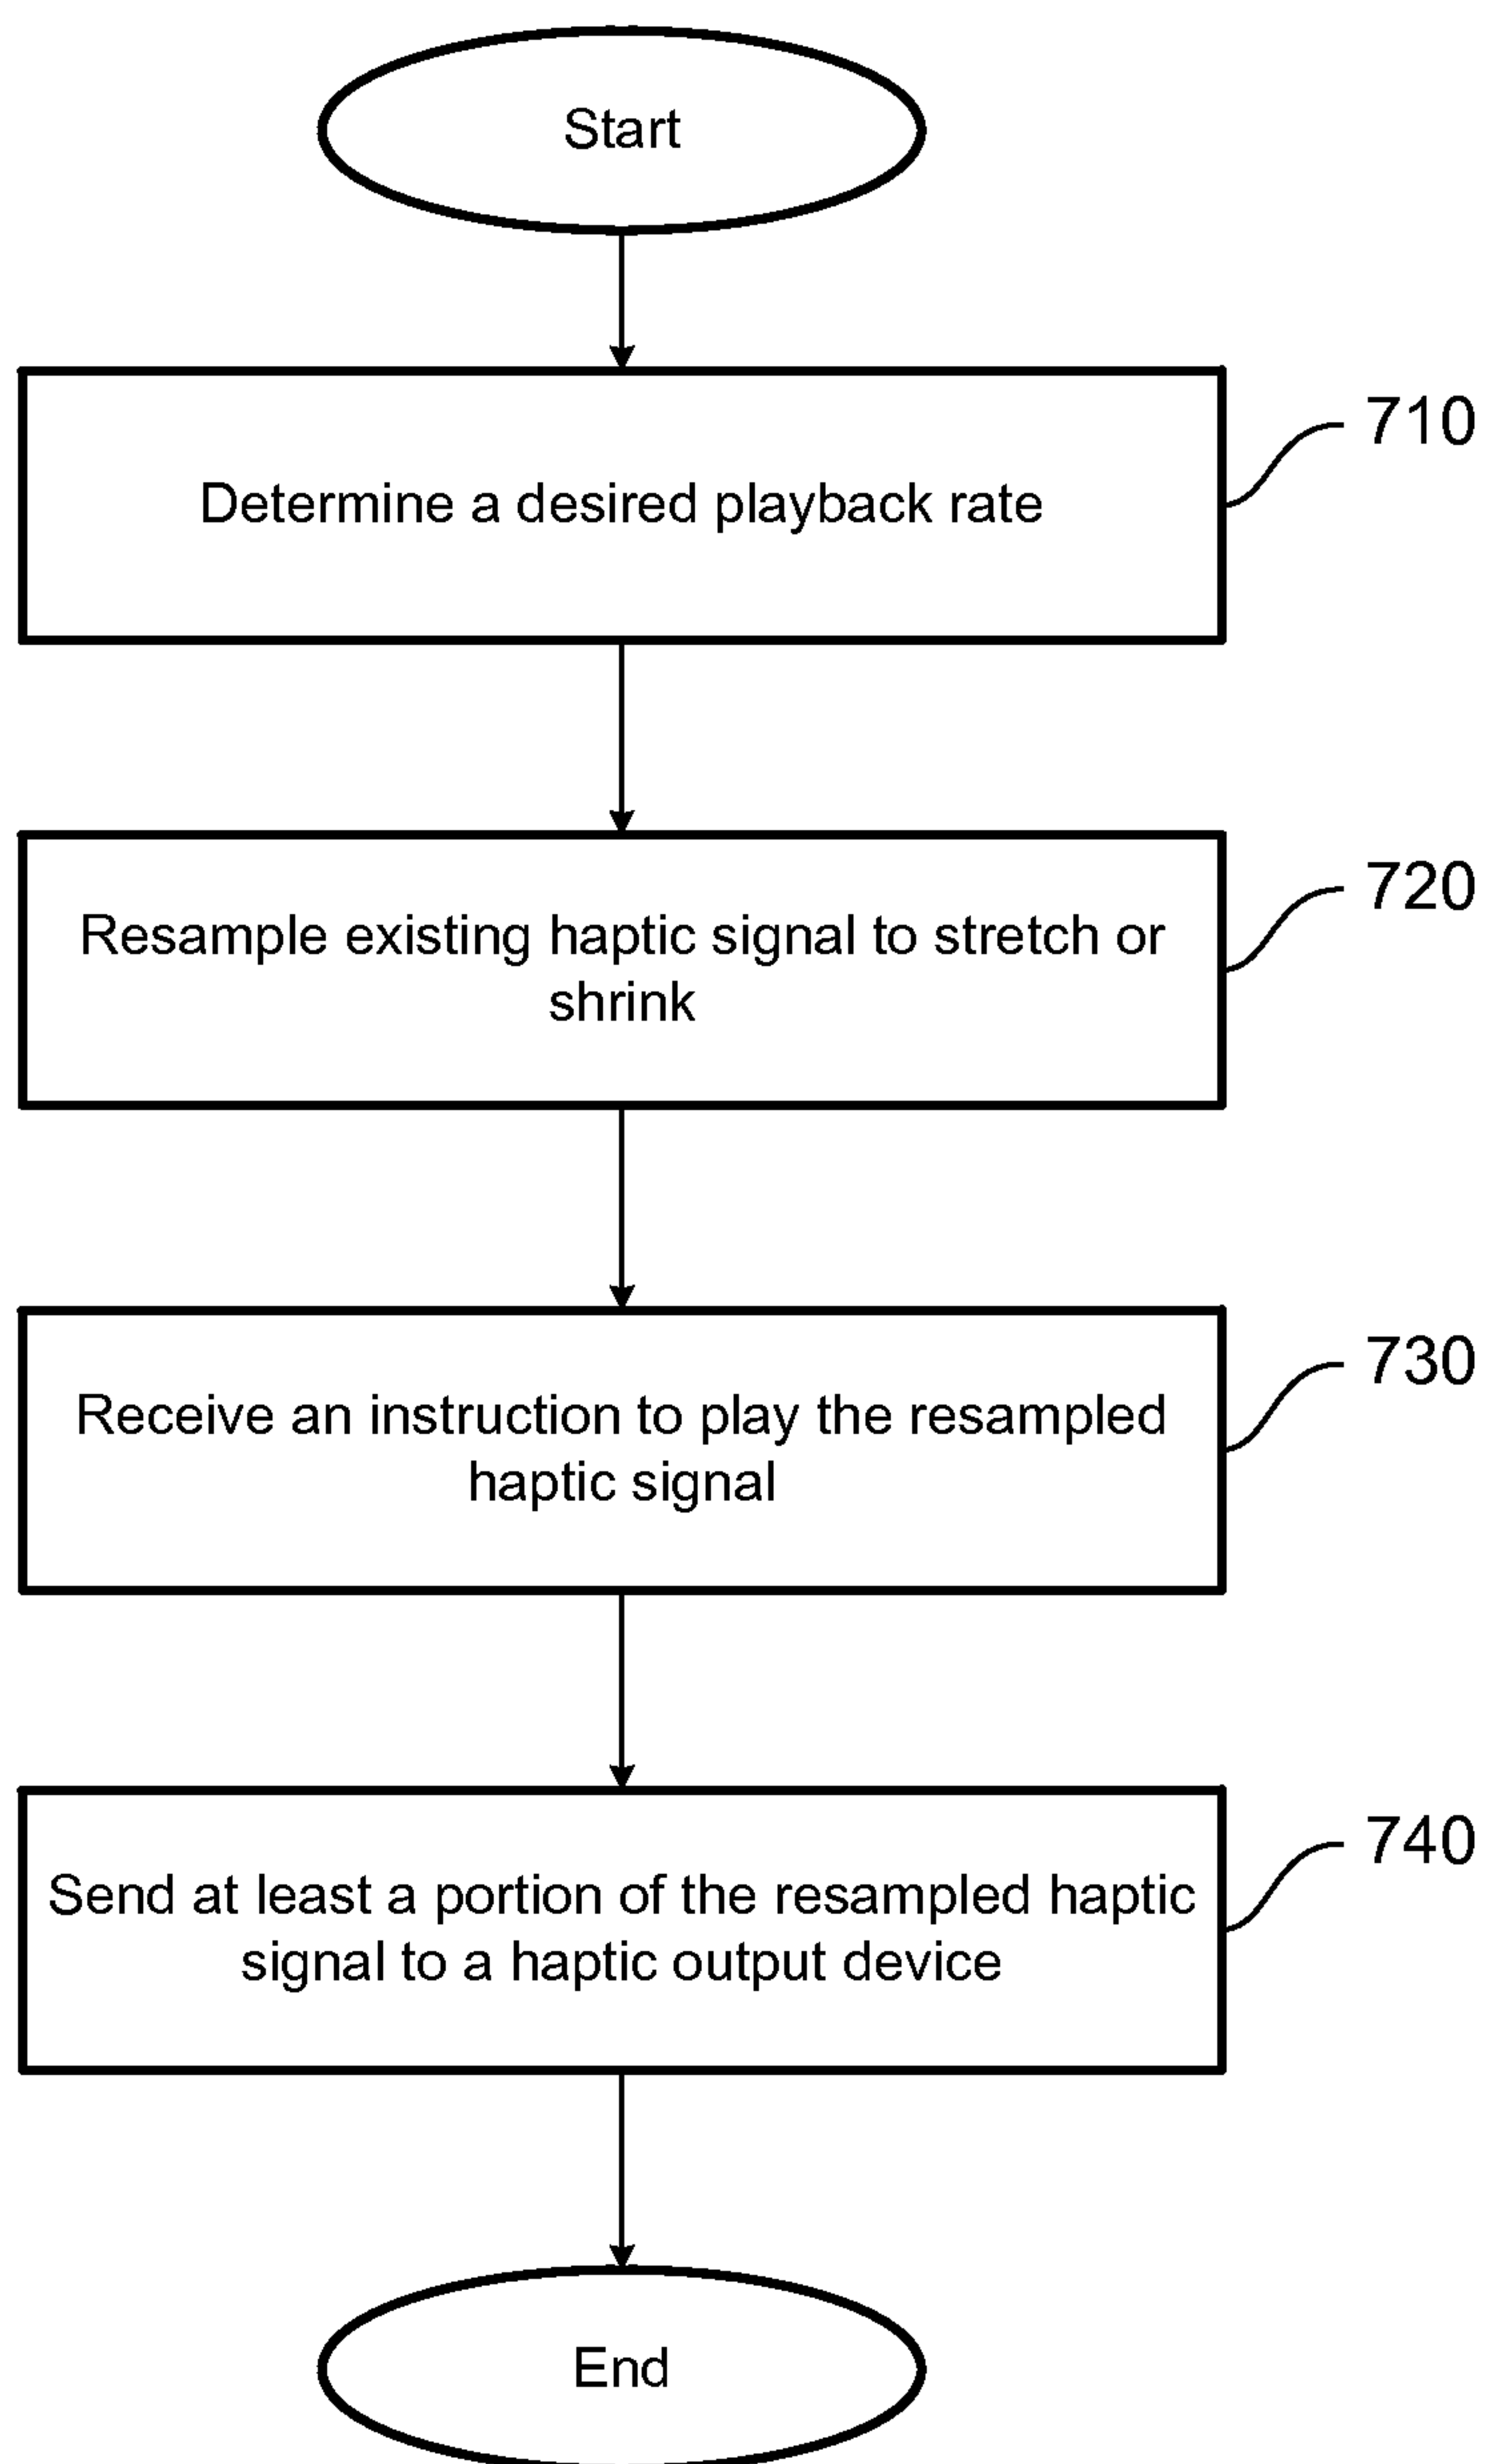 Start
Determine a desired playback rate
710
Resample existing haptic signal to stretch or
shrink
720
Receive an instruction to play the resampled
haptic signal
730
Send at least a portion of the resampled haptic
signal to a haptic output device
740
End